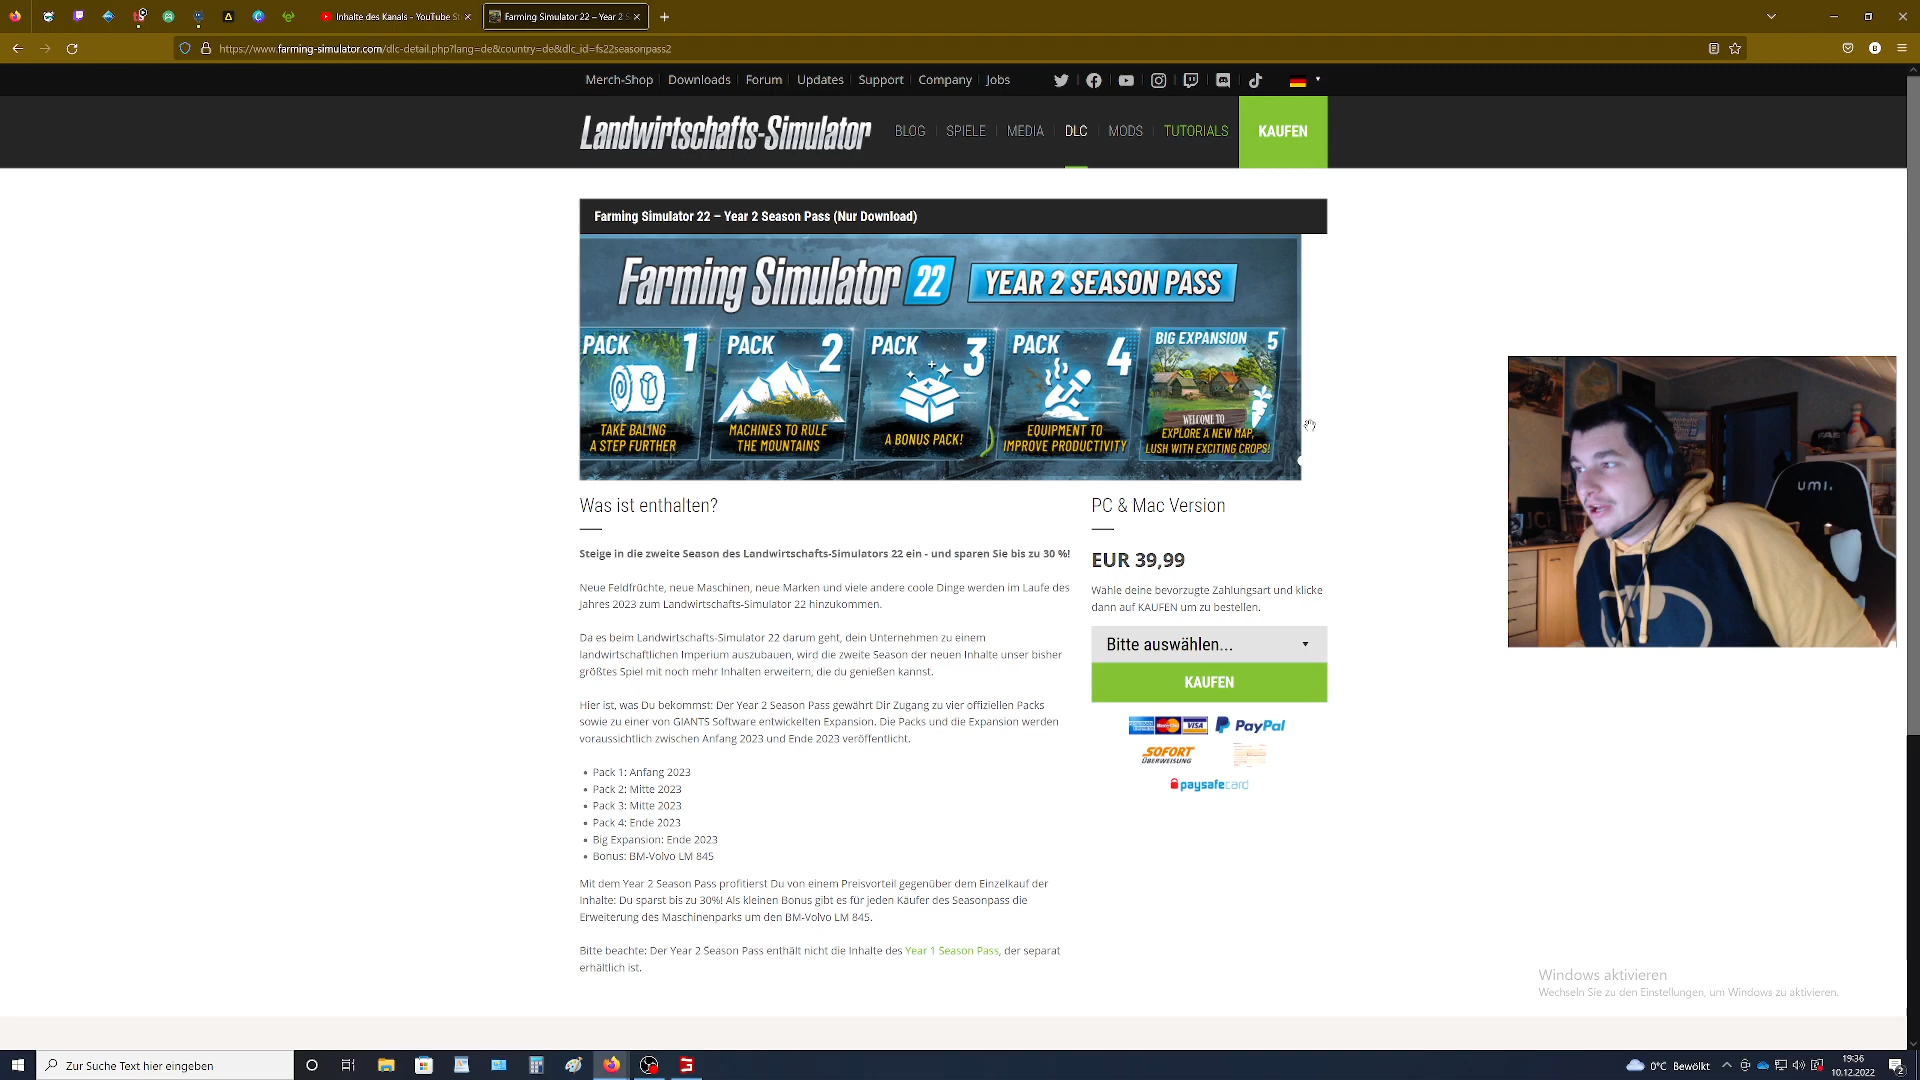 Inhalte des Kanals - YouTube St
Farming Simulator 22 – Year 2 S
https://www.farming-simulator.com/dlc-detail.php?lang=de&country=de&dlc_id=fs22seasonpass2
Merch-Shop Downloads Forum Updates Support Company Jobs
Landwirtschafts-Simulator
BLOG SPIELE MEDIA DLC MODS TUTORIALS KAUFEN
Farming Simulator 22 – Year 2 Season Pass (Nur Download)
Farming Simulator 22 YEAR 2 SEASON PASS
PACK 1
TAKE BALING
A STEP FURTHER
PACK 2
MACHINES TO RULE
THE MOUNTAINS
PACK 3
A BONUS PACK!
PACK 4
EQUIPMENT TO
IMPROVE PRODUCTIVITY
BIG EXPANSION 5
WELCOME TO
EXPLORE A NEW MAP,
LUSH WITH EXCITING CROPS!
Was ist enthalten?
Steige in die zweite Season des Landwirtschafts-Simulators 22 ein - und sparen Sie bis zu 30 %!
Neue Feldfrüchte, neue Maschinen, neue Marken und viele andere coole Dinge werden im Laufe des
Jahres 2023 zum Landwirtschafts-Simulator 22 hinzukommen.
Da es beim Landwirtschafts-Simulator 22 darum geht, dein Unternehmen zu einem
landwirtschaftlichen Imperium auszubauen, wird die zweite Season der neuen Inhalte unser bisher
größtes Spiel mit noch mehr Inhalten erweitern, die du genießen kannst.
Hier ist, was Du bekommst: Der Year 2 Season Pass gewährt Dir Zugang zu vier offiziellen Packs
sowie zu einer von GIANTS Software entwickelten Expansion. Die Packs und die Expansion werden
voraussichtlich zwischen Anfang 2023 und Ende 2023 veröffentlicht.
• Pack 1: Anfang 2023
• Pack 2: Mitte 2023
• Pack 3: Mitte 2023
• Pack 4: Ende 2023
• Big Expansion: Ende 2023
• Bonus: BM-Volvo LM 845
Mit dem Year 2 Season Pass profitierst Du von einem Preisvorteil gegenüber dem Einzelkauf der
Inhalte: Du sparst bis zu 30%! Als kleinen Bonus gibt es für jeden Käufer des Seasonpass die
Erweiterung des Maschinenparks um den BM-Volvo LM 845.
Bitte beachte: Der Year 2 Season Pass enthält nicht die Inhalte des Year 1 Season Pass, der separat
erhältlich ist.
PC & Mac Version
EUR 39,99
Wähle deine bevorzugte Zahlungsart und klicke
dann auf KAUFEN um zu bestellen.
Bitte auswählen...
KAUFEN
MasterCard VISA PayPal
SOFORT
ÜBERWEISUNG
paysafecard
umi.
Windows aktivieren
Wechseln Sie zu den Einstellungen, um Windows zu aktivieren.
Zur Suche Text hier eingeben
0°C Bewölkt
19:36
10.12.2022
2